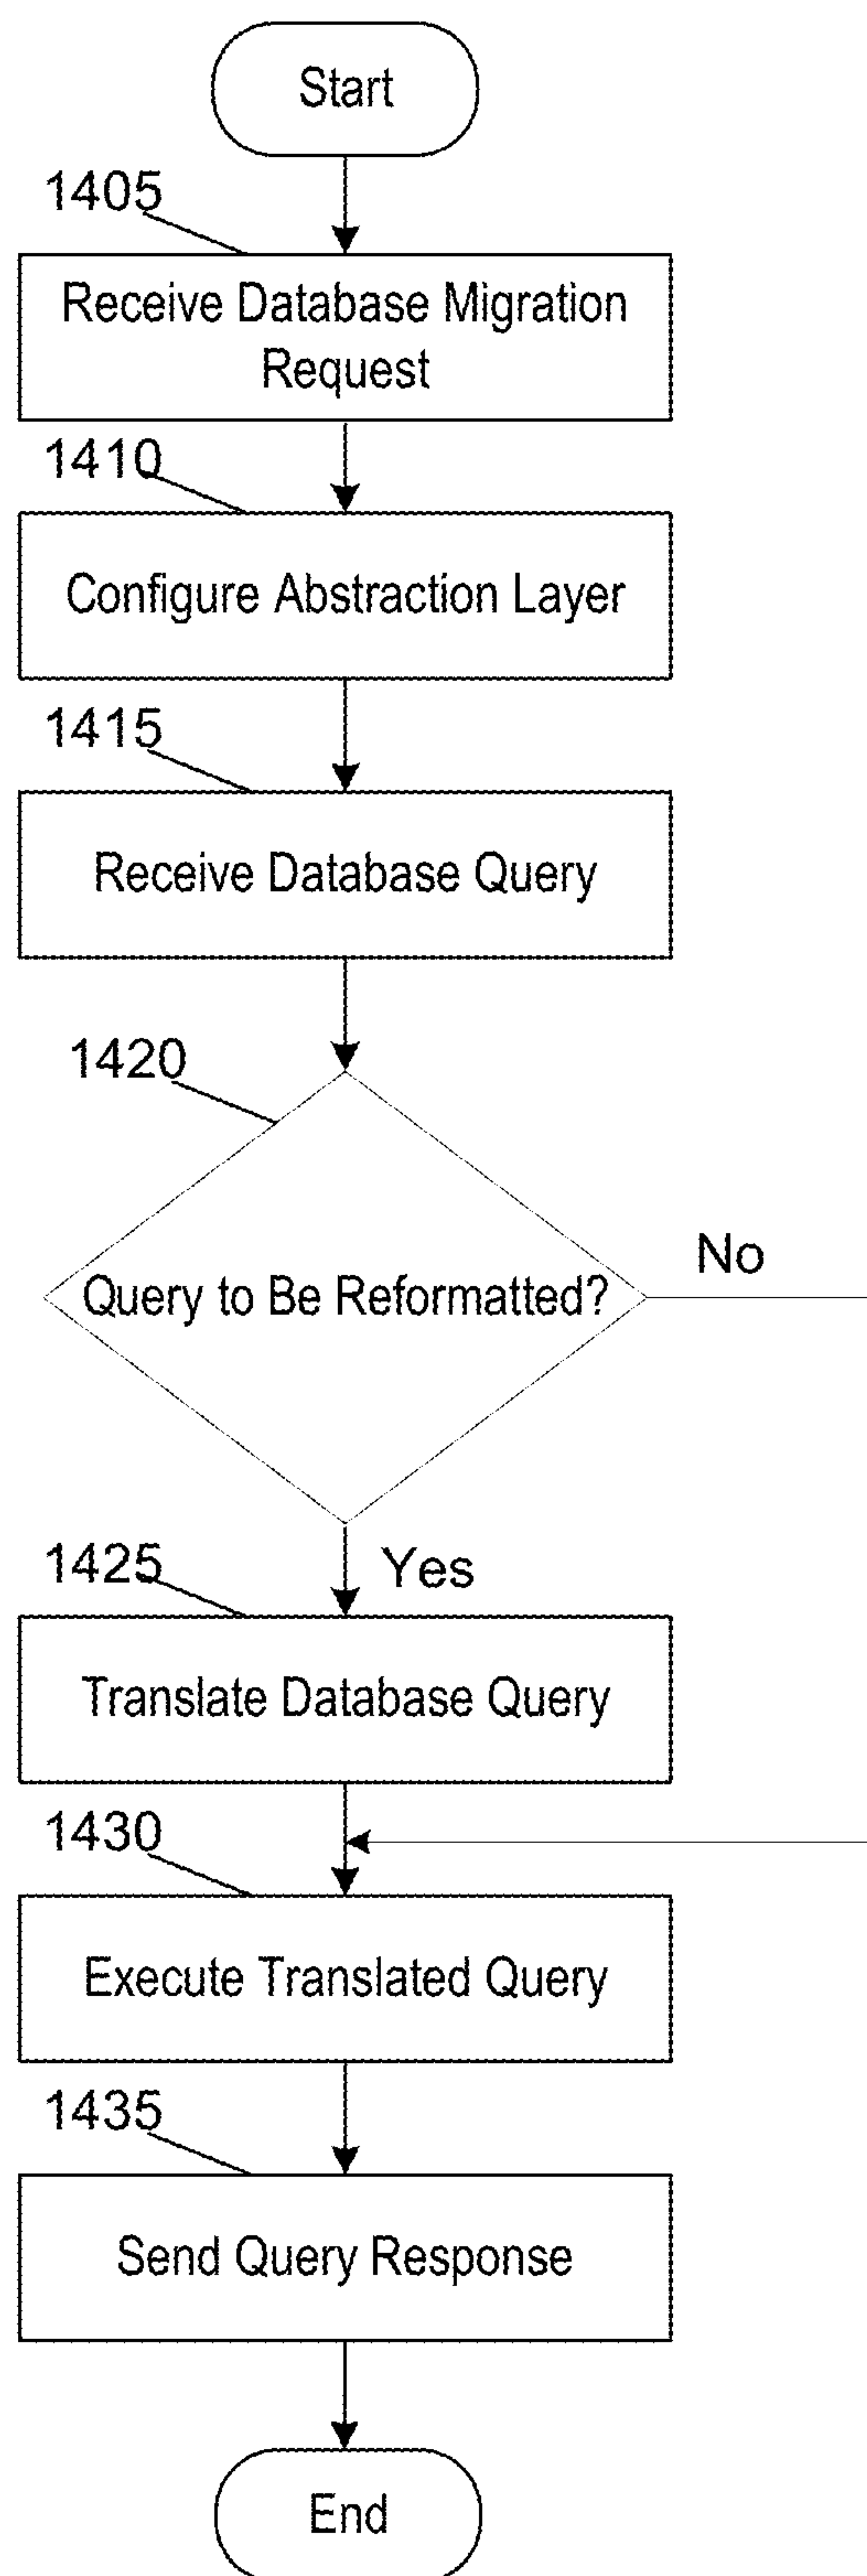 Start
1405
Receive Database Migration
Request
1410
Configure Abstraction Layer
1415
Receive Database Query
1420
Query to Be Reformatted?
No
Yes
1425
Translate Database Query
1430
Execute Translated Query
1435
Send Query Response
End